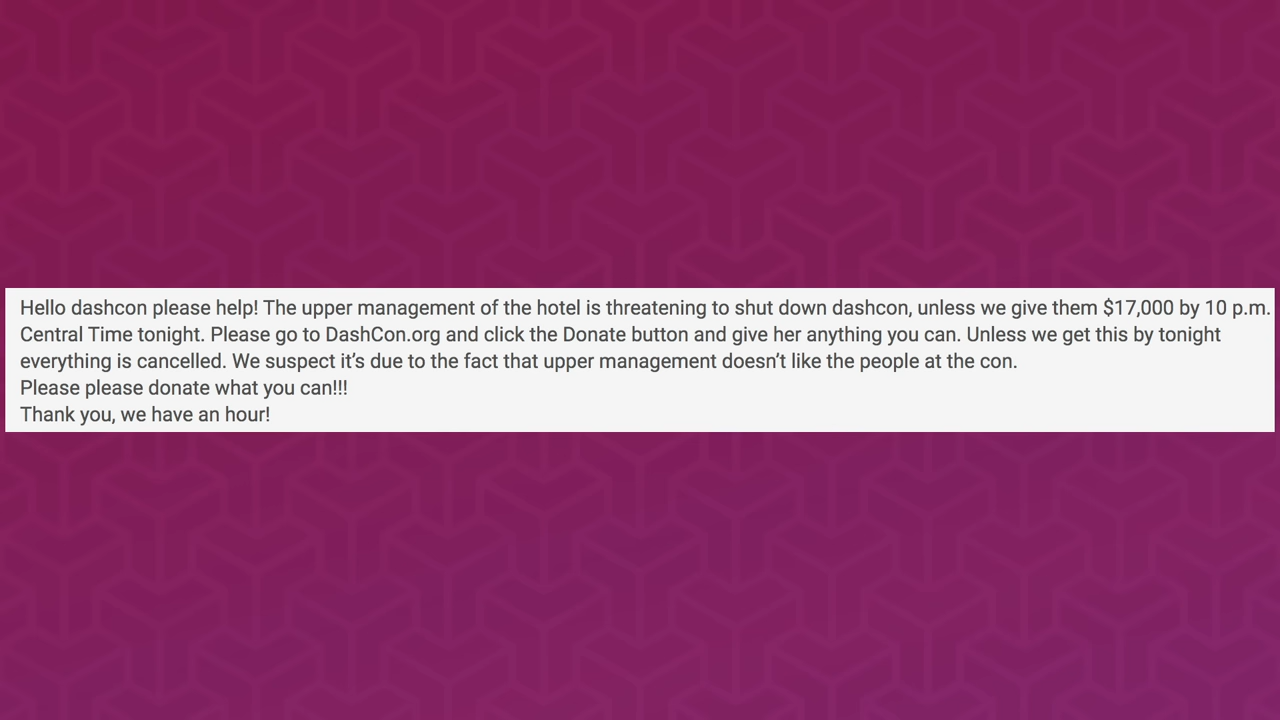 Hello dashcon please help! The upper management of the hotel is threatening to shut down dashcon, unless we give them $17,000 by 10 p.m.
Central Time tonight. Please go to DashCon.org and click the Donate button and give her anything you can. Unless we get this by tonight
everything is cancelled. We suspect it’s due to the fact that upper management doesn’t like the people at the con.
Please please donate what you can!!!
Thank you, we have an hour!